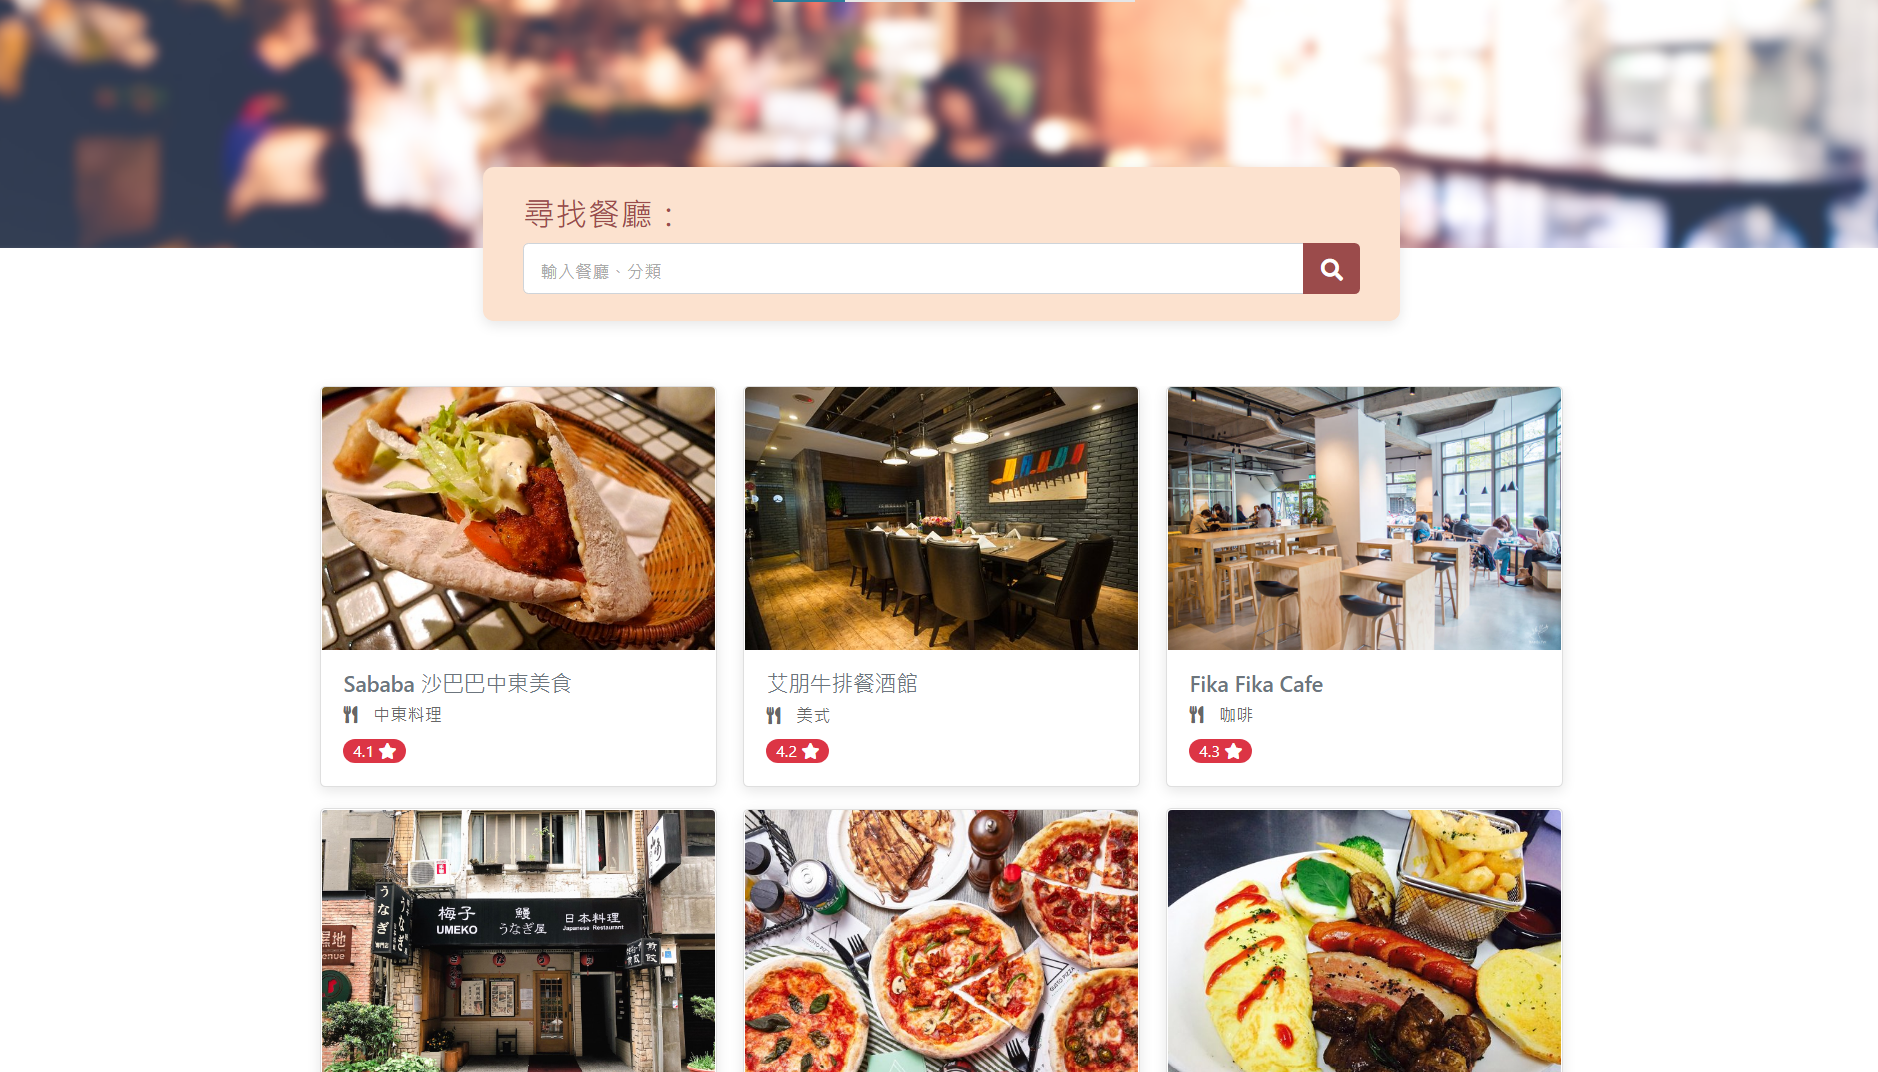 尋找餐廳：
輸入餐廳、分類
Sababa 沙巴巴中東美食
中東料理
4.1
艾朋牛排餐酒館
美式
4.2
Fika Fika Cafe
咖啡
4.3
うなぎ
梅子
UMEKO
鰻
うなぎ屋
日本料理
Japanese Restaurant